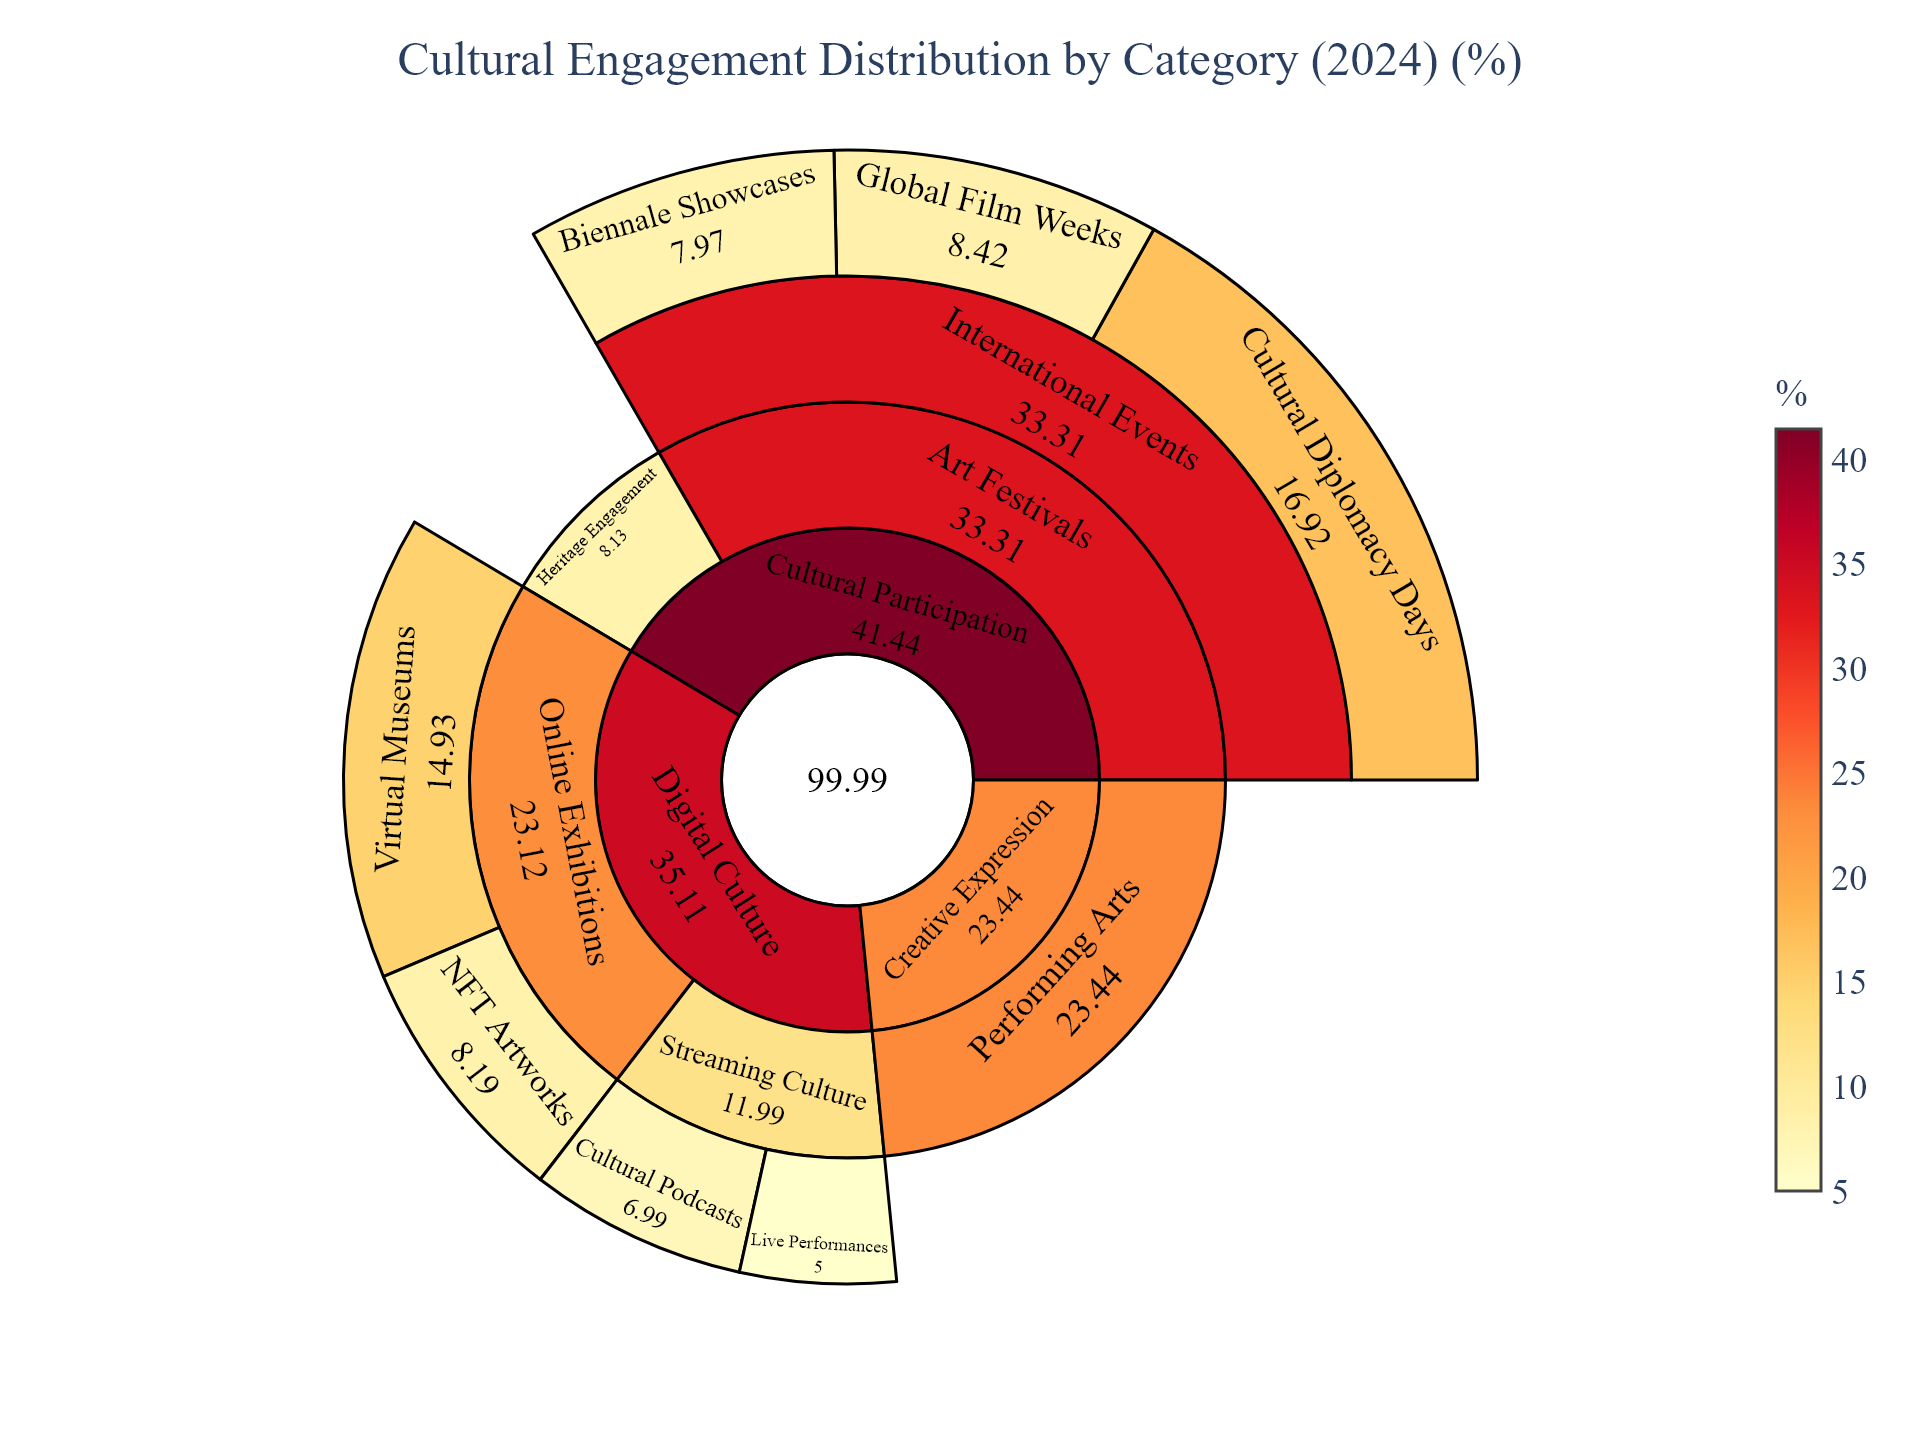 Cultural Engagement Distribution by Category (2024) (%)
Biennale Showcases
7.97
Global Film Weeks
8.42
Cultural Diplomacy Days
16.92
International Events
33.31
Art Festivals
33.31
Heritage Engagement
8.13
Cultural Participation
41.44
99.99
Virtual Museums
14.93
Online Exhibitions
23.12
Digital Culture
35.11
Creative Expression
23.44
Performing Arts
23.44
NFT Artworks
8.19
Streaming Culture
11.99
Cultural Podcasts
6.99
Live Performances
5
%
40
35
30
25
20
15
10
5